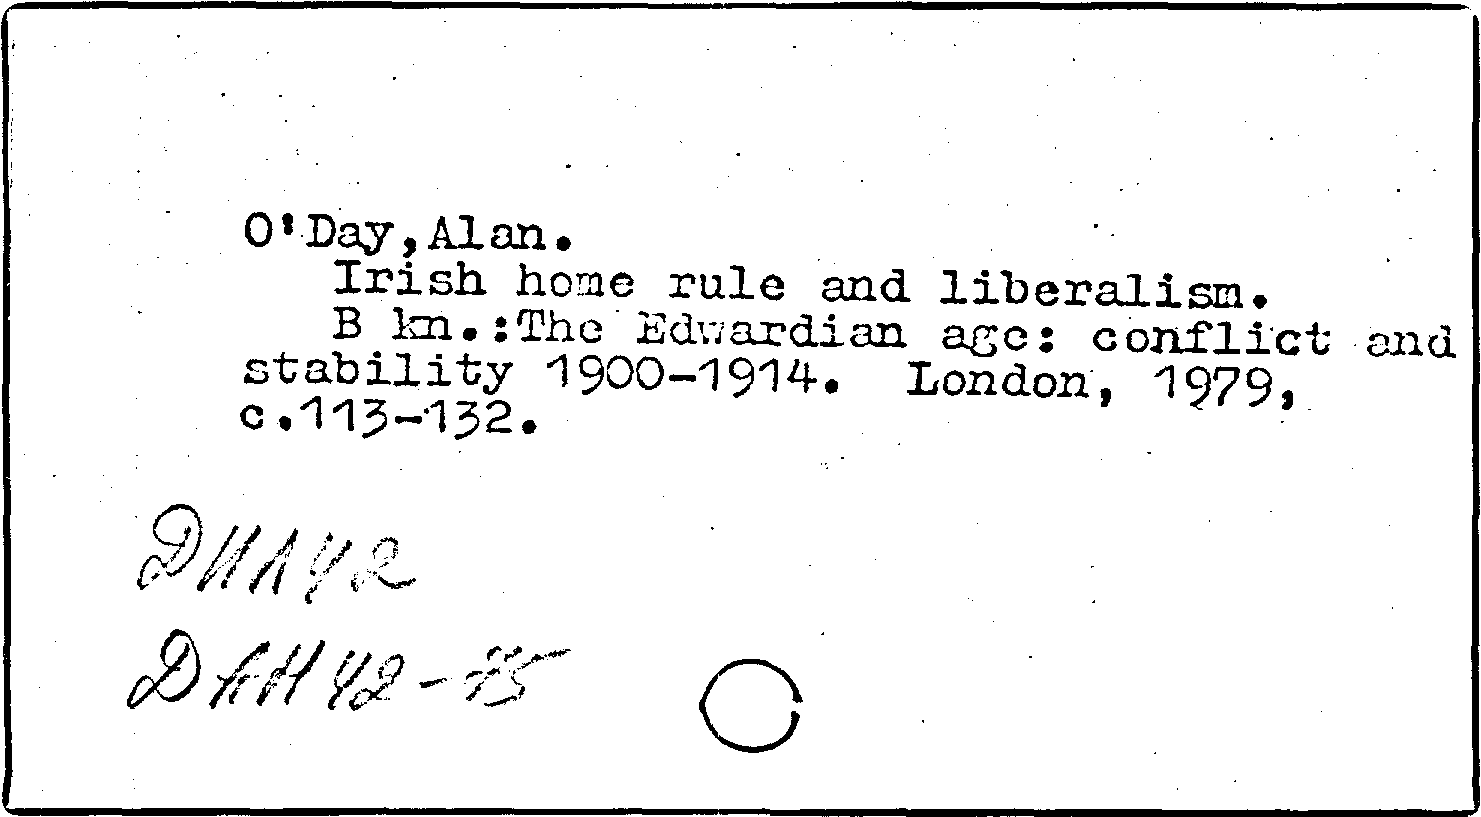 O'Day,Alan.
Irish home rule and liberalism.
B kn.:The Edwardian age: conflict and
stability 1900-1914. London, 1979,
c.113-132.